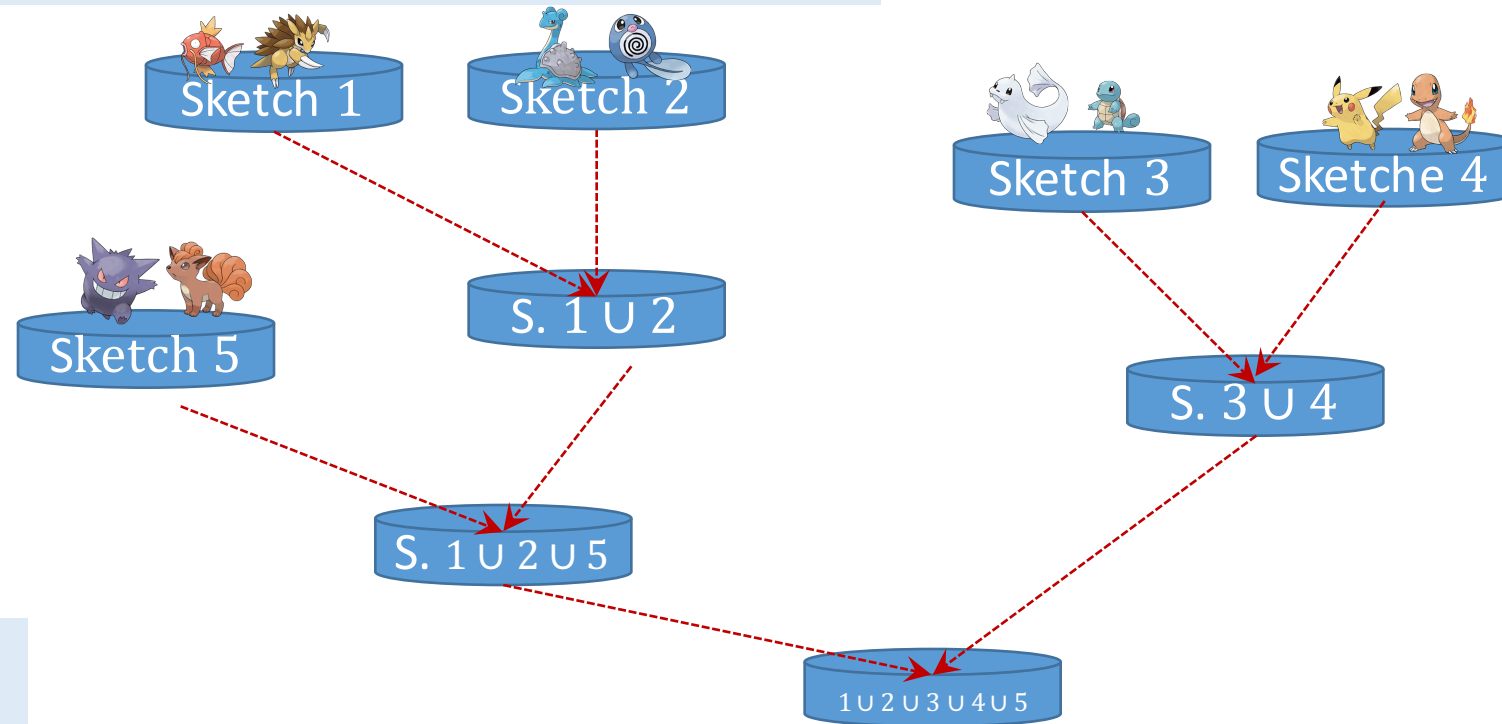 Sketch 1
Sketch 2
Sketch 3
Sketche 4
S. 1 ∪ 2
Sketch 5
S. 3 ∪ 4
S. 1 ∪ 2 ∪ 5
1 ∪ 2 ∪ 3 ∪ 4 ∪ 5